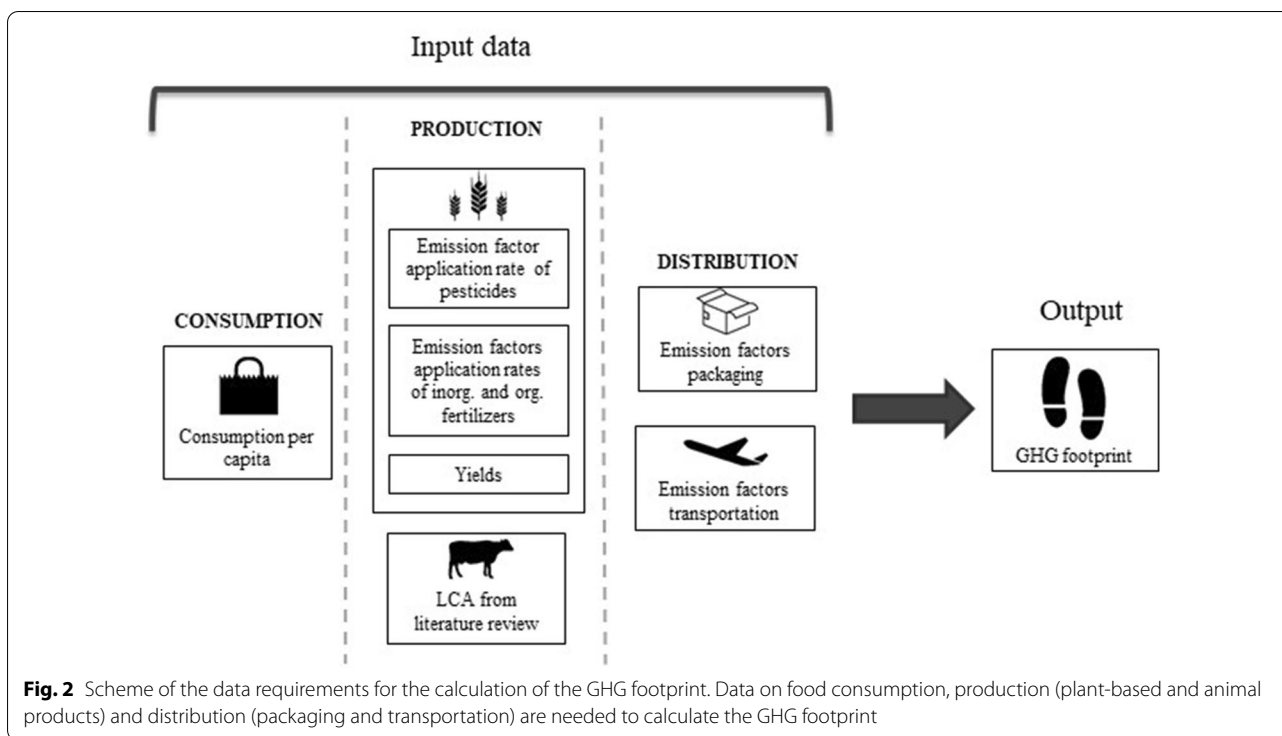 Input data
CONSUMPTION
Consumption per
capita
PRODUCTION
Emission factor
application rate of
pesticides
Emission factors
application rates
of inorg. and org.
fertilizers
Yields
LCA from
literature review
DISTRIBUTION
Emission factors
packaging
Emission factors
transportation
Output
GHG footprint
Fig. 2 Scheme of the data requirements for the calculation of the GHG footprint. Data on food consumption, production (plant-based and animal
products) and distribution (packaging and transportation) are needed to calculate the GHG footprint